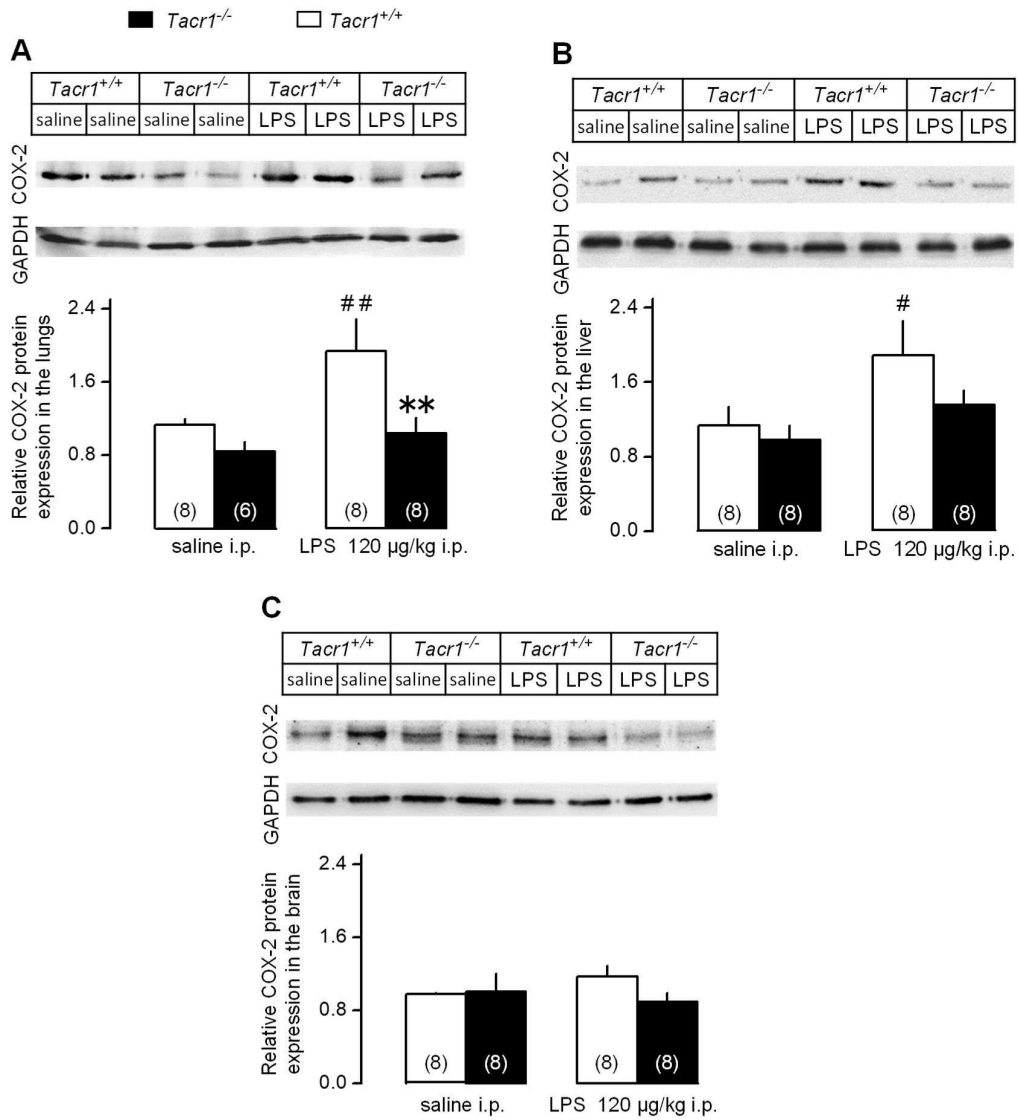 Tacr1-/- Tacr1+/+
A
Tacr1+/+ Tacr1-/- Tacr1+/+ Tacr1-/-
saline saline saline saline LPS LPS LPS LPS
COX-2
GAPDH
Relative COX-2 protein
expression in the lungs
2.4
1.6
0.8
0.0
##
**
(8) (6) (8) (8)
saline i.p. LPS 120 µg/kg i.p.
B
Tacr1+/+ Tacr1-/- Tacr1+/+ Tacr1-/-
saline saline saline saline LPS LPS LPS LPS
COX-2
GAPDH
Relative COX-2 protein
expression in the liver
2.4
1.6
0.8
0.0
#
(8) (8) (8) (8)
saline i.p. LPS 120 µg/kg i.p.
C
Tacr1+/+ Tacr1-/- Tacr1+/+ Tacr1-/-
saline saline saline saline LPS LPS LPS LPS
COX-2
GAPDH
Relative COX-2 protein
expression in the brain
2.4
1.6
0.8
0.0
(8) (8) (8) (8)
saline i.p. LPS 120 µg/kg i.p.